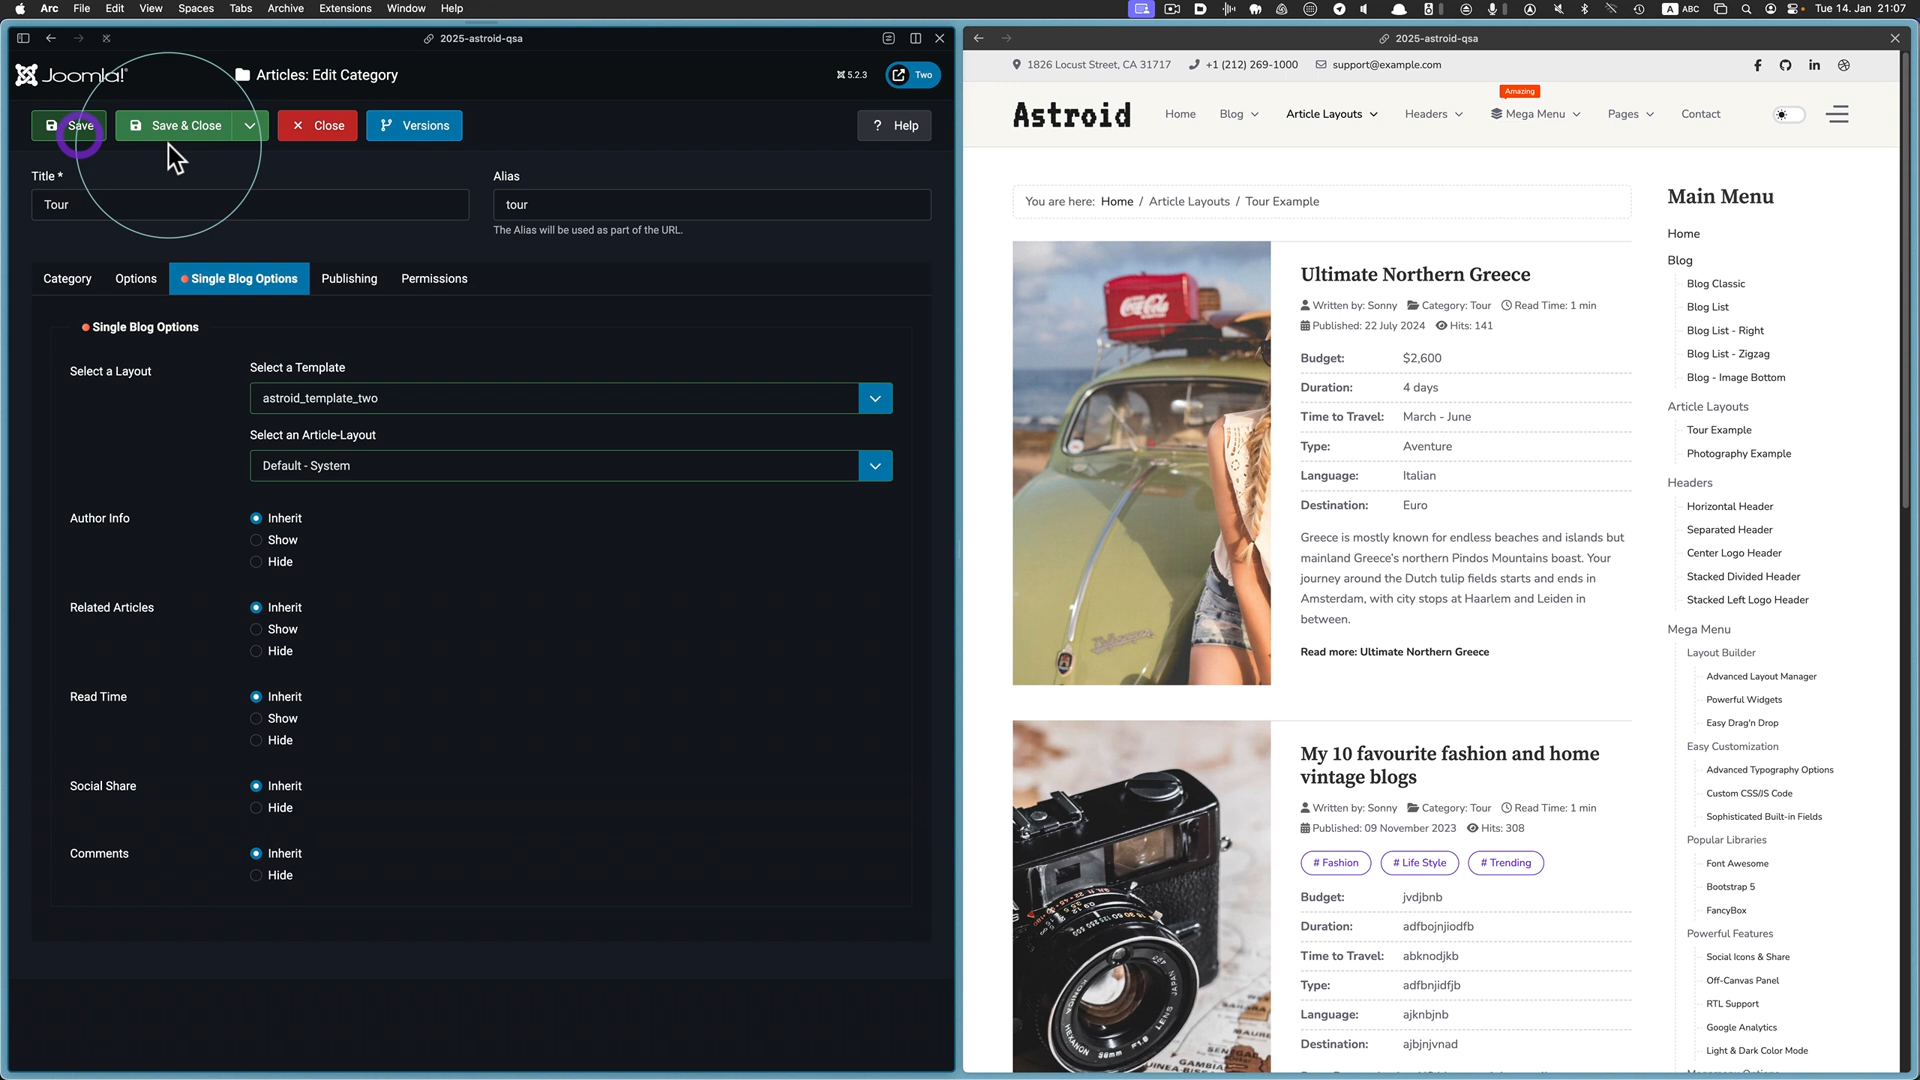 Arc File Edit View Spaces Tabs Archive Extensions Window Help
A ABC Tue 14. Jan 21:07
2025-astroid-qsa
Joomla!
Articles: Edit Category
5.2.3
Two
Save
Save & Close
Close
Versions
? Help
Title *
Alias
Tour
tour
The Alias will be used as part of the URL.
Category Options Single Blog Options Publishing Permissions
Single Blog Options
Select a Layout
Select a Template
astroid_template_two
Select an Article-Layout
Default - System
Author Info
Inherit
Show
Hide
Related Articles
Inherit
Show
Hide
Read Time
Inherit
Show
Hide
Social Share
Inherit
Hide
Comments
Inherit
Hide
2025-astroid-qsa
1826 Locust Street, CA 31717 +1 (212) 269-1000 support@example.com
Amazing
Astroid
Home Blog Article Layouts Headers Mega Menu Pages Contact
You are here: Home / Article Layouts / Tour Example
Coca-Cola
Volkswagen
Ultimate Northern Greece
Written by: Sonny Category: Tour Read Time: 1 min
Published: 22 July 2024 Hits: 141
Budget: $2,600
Duration: 4 days
Time to Travel: March - June
Type: Aventure
Language: Italian
Destination: Euro
Greece is mostly known for endless beaches and islands but
mainland Greece's northern Pindos Mountains boast. Your
journey around the Dutch tulip fields starts and ends in
Amsterdam, with city stops at Haarlem and Leiden in
between.
Read more: Ultimate Northern Greece
My 10 favourite fashion and home
vintage blogs
Written by: Sonny Category: Tour Read Time: 1 min
Published: 09 November 2023 Hits: 308
# Fashion # Life Style # Trending
Budget: jvdjbnb
Duration: adfbojnjiodfb
Time to Travel: abknodjkb
Type: adfbnjidfjb
Language: ajknbjnb
Destination: ajbjnjvnad
Main Menu
Home
Blog
Blog Classic
Blog List
Blog List - Right
Blog List - Zigzag
Blog - Image Bottom
Article Layouts
Tour Example
Photography Example
Headers
Horizontal Header
Separated Header
Center Logo Header
Stacked Divided Header
Stacked Left Logo Header
Mega Menu
Layout Builder
Advanced Layout Manager
Powerful Widgets
Easy Drag'n Drop
Easy Customization
Advanced Typography Options
Custom CSS/JS Code
Sophisticated Built-in Fields
Popular Libraries
Font Awesome
Bootstrap 5
FancyBox
Powerful Features
Social Icons & Share
Off-Canvas Panel
RTL Support
Google Analytics
Light & Dark Color Mode